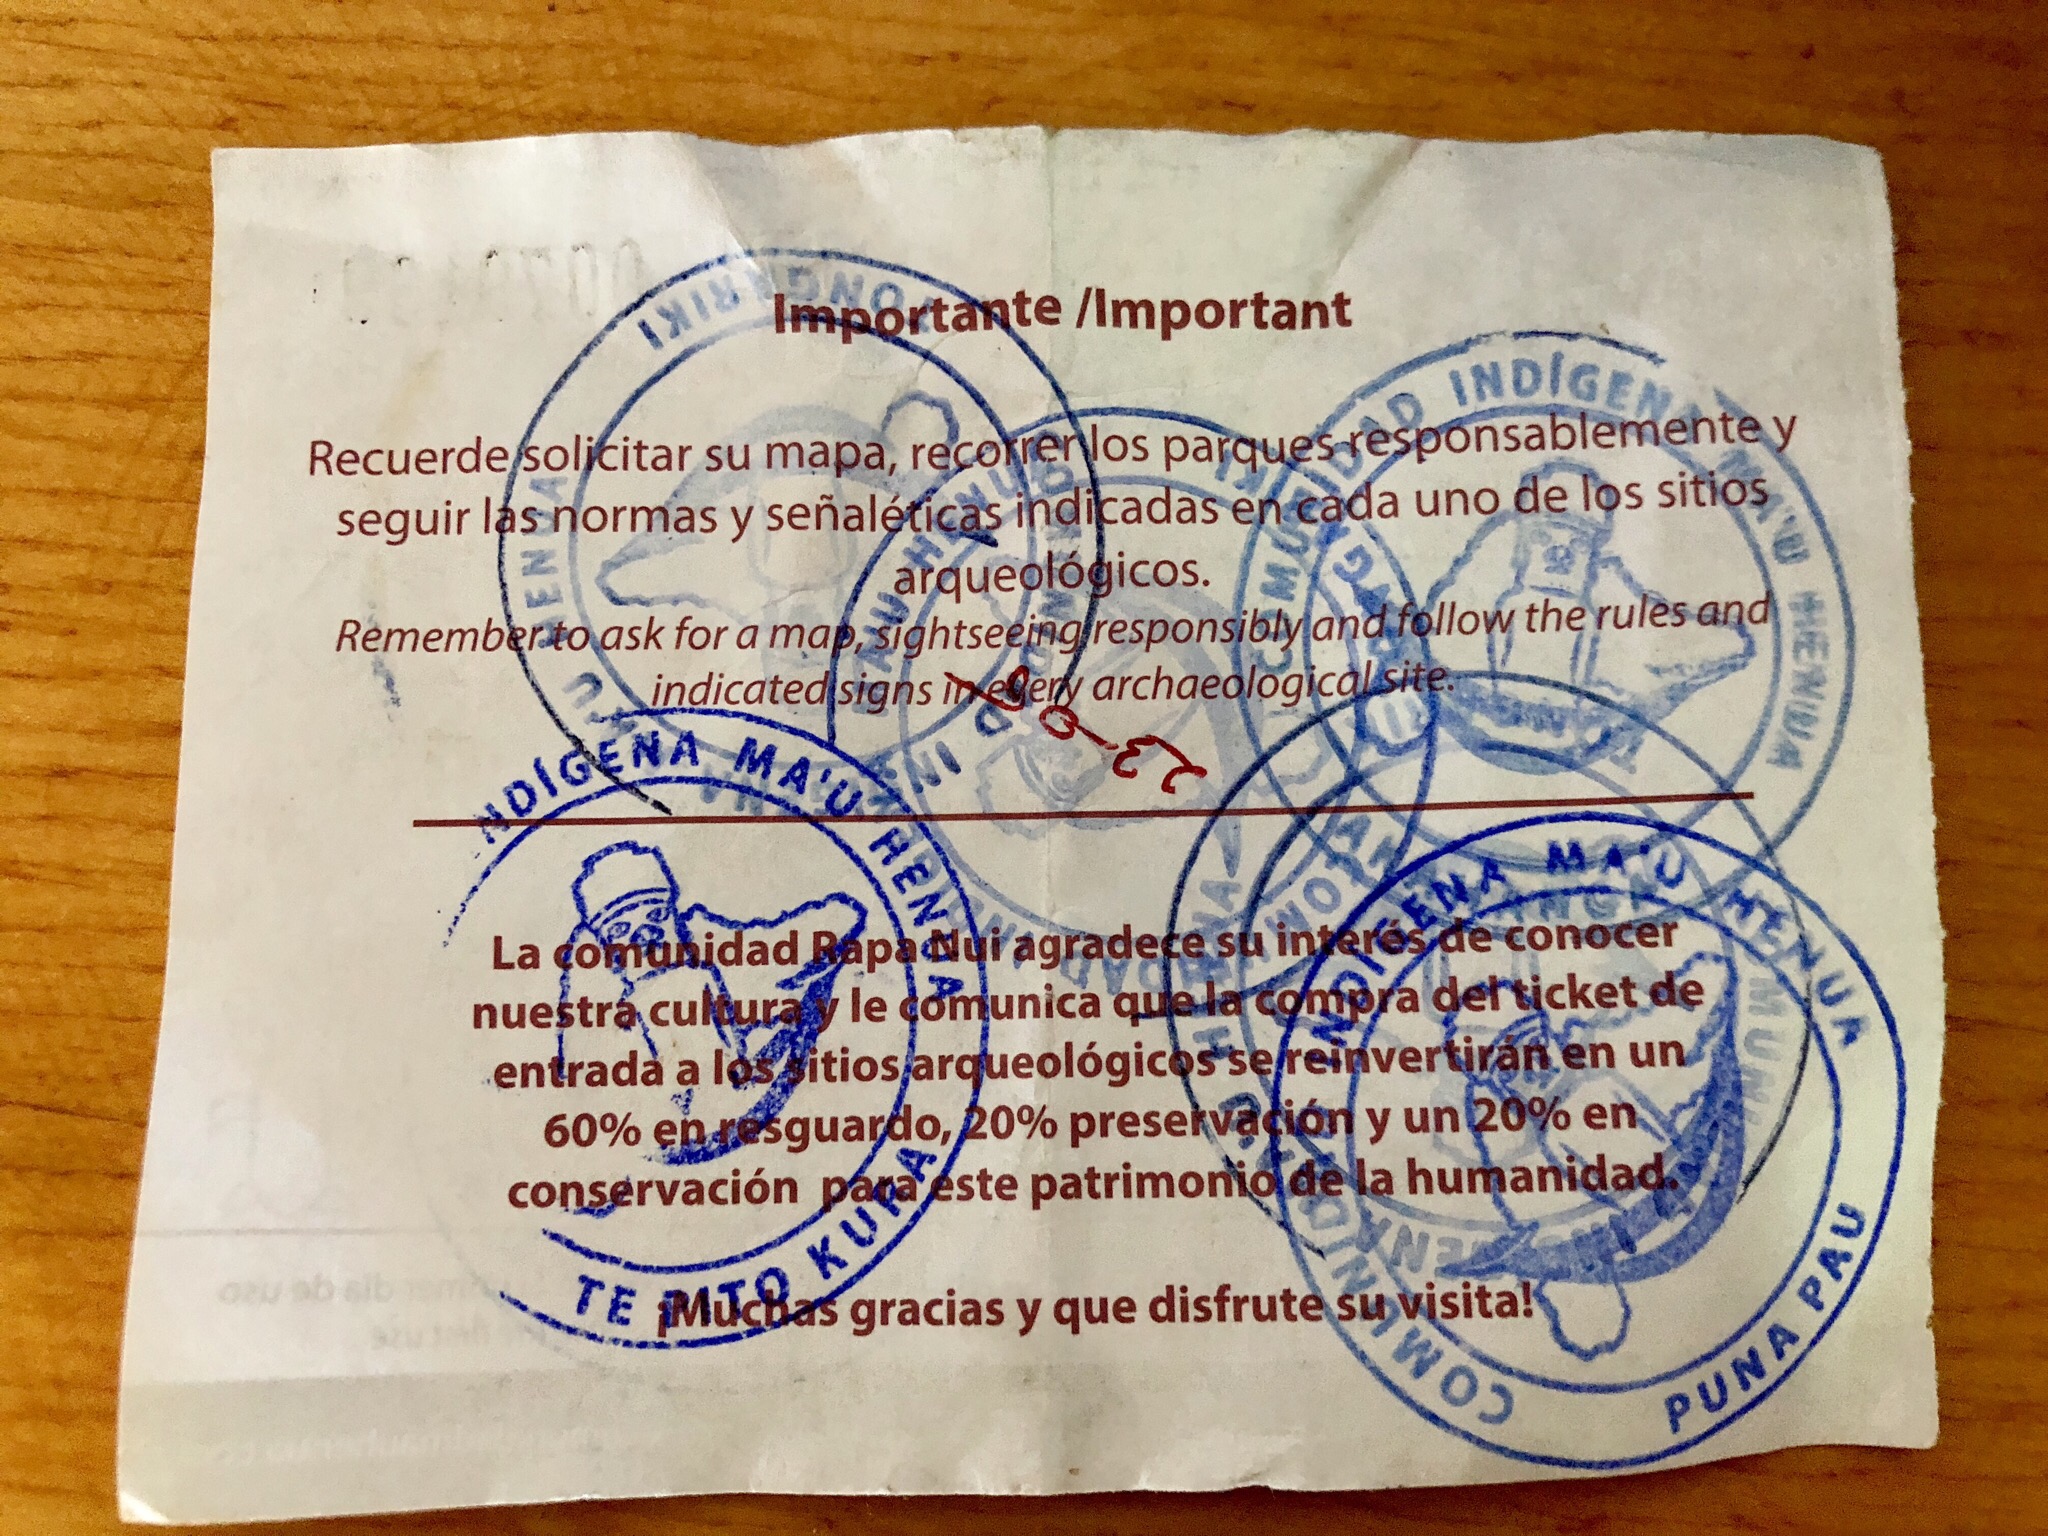 Importante /Important
Recuerde solicitar su mapa, recorrer los parques responsablemente y
seguir las normas y señaléticas indicadas en cada uno de los sitios
arqueológicos.
Remember to ask for a map, sightseeing responsibly and follow the rules and
indicated signs in every archaeological site.
La comunidad Rapa Nui agradece su interés de conocer
nuestra cultura y le comunica que la compra del ticket de
entrada a los sitios arqueológicos se reinvertirán en un
60% en resguardo, 20% preservación y un 20% en
conservación para este patrimonio de la humanidad.
¡Muchas gracias y que disfrute su visita!
TONGARIKI
COMUNIDAD INDÍGENA MA'U HENUA
INDÍGENA MA'U HENUA
TE PITO KURA
INDÍGENA MA'U HENUA
PUNA PAU
COMUNIDAD